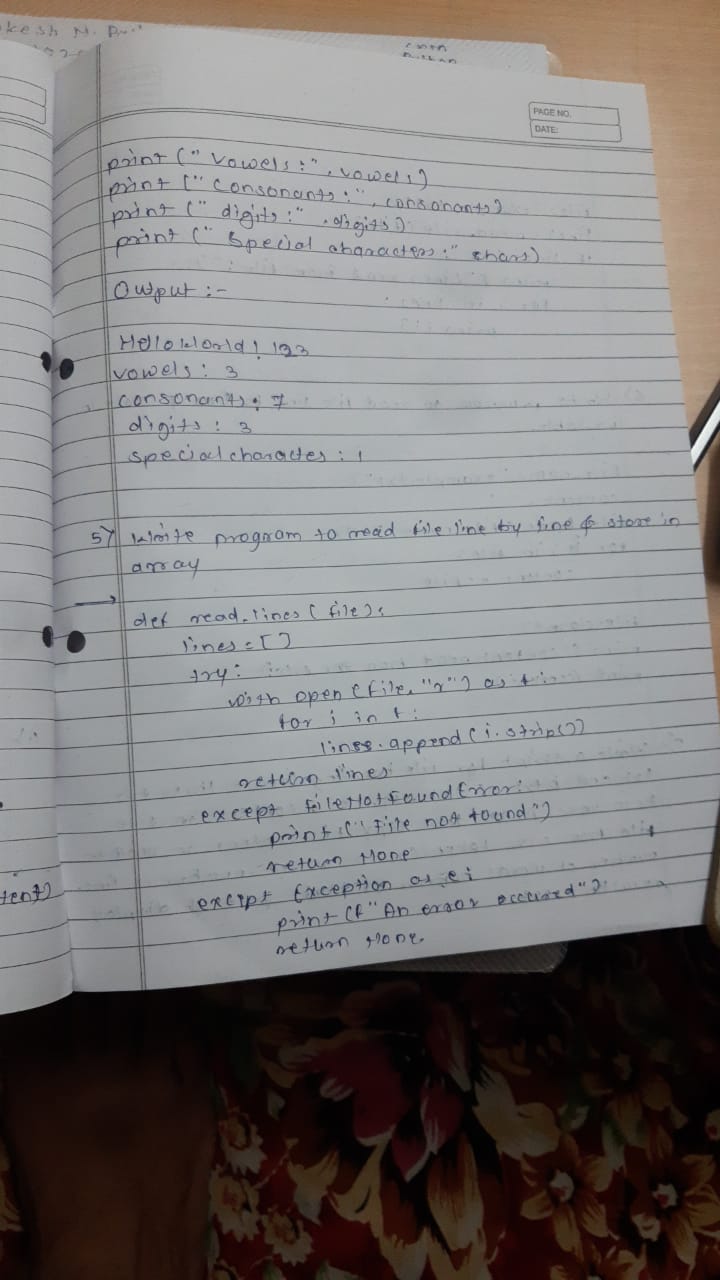 kesh N.
PAGE NO.
DATE:
print (" Vowels :", vowels)
print (" Consonants :", consonants)
print (" digits :" , digits)
print (" Special characters :" chars)
Output :-
Hello World ! 123
vowels : 3
consonants : 7
digits : 3
special character : 1
5) Write program to read file line by line & store in
array
def read_lines ( file ):
lines = [ ]
try :
with open ( file, "r" ) as f :
for i in f :
lines.append ( i.strip())
return lines
except FileNotFoundError :
print (" File not found")
return None
except Exception as e :
print (f "An error occured")
return None.
tent)